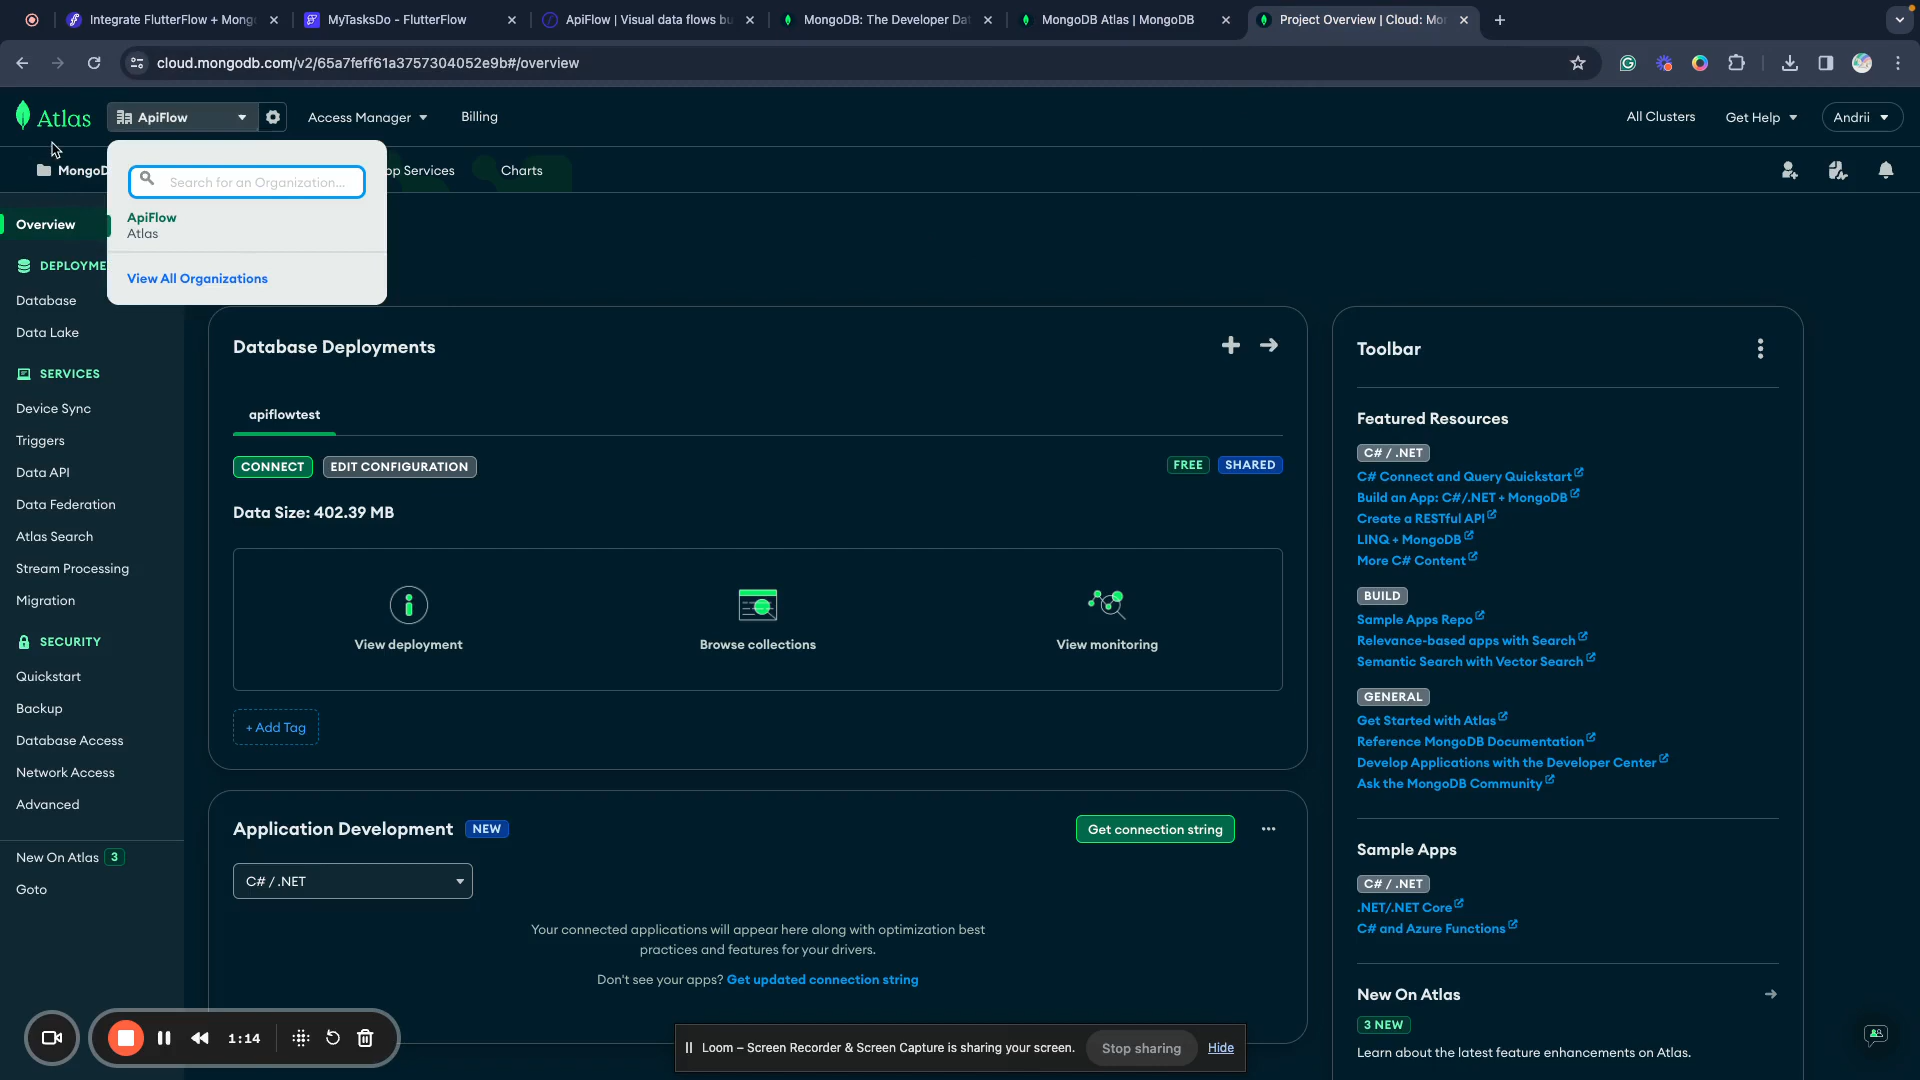 Integrate FlutterFlow + Mong
MyTasksDo - FlutterFlow
ApiFlow | Visual data flows bu
MongoDB: The Developer Dat
MongoDB Atlas | MongoDB
Project Overview | Cloud: Mon
cloud.mongodb.com/v2/65a7feff61a3757304052e9b#/overview
Atlas
ApiFlow
Access Manager
Billing
All Clusters
Get Help
Andrii
MongoD
pp Services
Charts
Search for an Organization...
ApiFlow
Atlas
View All Organizations
Overview
DEPLOYME
Database
Data Lake
SERVICES
Device Sync
Triggers
Data API
Data Federation
Atlas Search
Stream Processing
Migration
SECURITY
Quickstart
Backup
Database Access
Network Access
Advanced
New On Atlas 3
Goto
Database Deployments
apiflowtest
CONNECT
EDIT CONFIGURATION
FREE
SHARED
Data Size: 402.39 MB
View deployment
Browse collections
View monitoring
+ Add Tag
Application Development NEW
Get connection string
C# / .NET
Your connected applications will appear here along with optimization best
practices and features for your drivers.
Don't see your apps? Get updated connection string
Toolbar
Featured Resources
C# / .NET
C# Connect and Query Quickstart
Build an App: C#/.NET + MongoDB
Create a RESTful API
LINQ + MongoDB
More C# Content
BUILD
Sample Apps Repo
Relevance-based apps with Search
Semantic Search with Vector Search
GENERAL
Get Started with Atlas
Reference MongoDB Documentation
Develop Applications with the Developer Center
Ask the MongoDB Community
Sample Apps
C# / .NET
.NET/.NET Core
C# and Azure Functions
New On Atlas
3 NEW
Learn about the latest feature enhancements on Atlas.
1:14
Loom – Screen Recorder & Screen Capture is sharing your screen.
Stop sharing
Hide